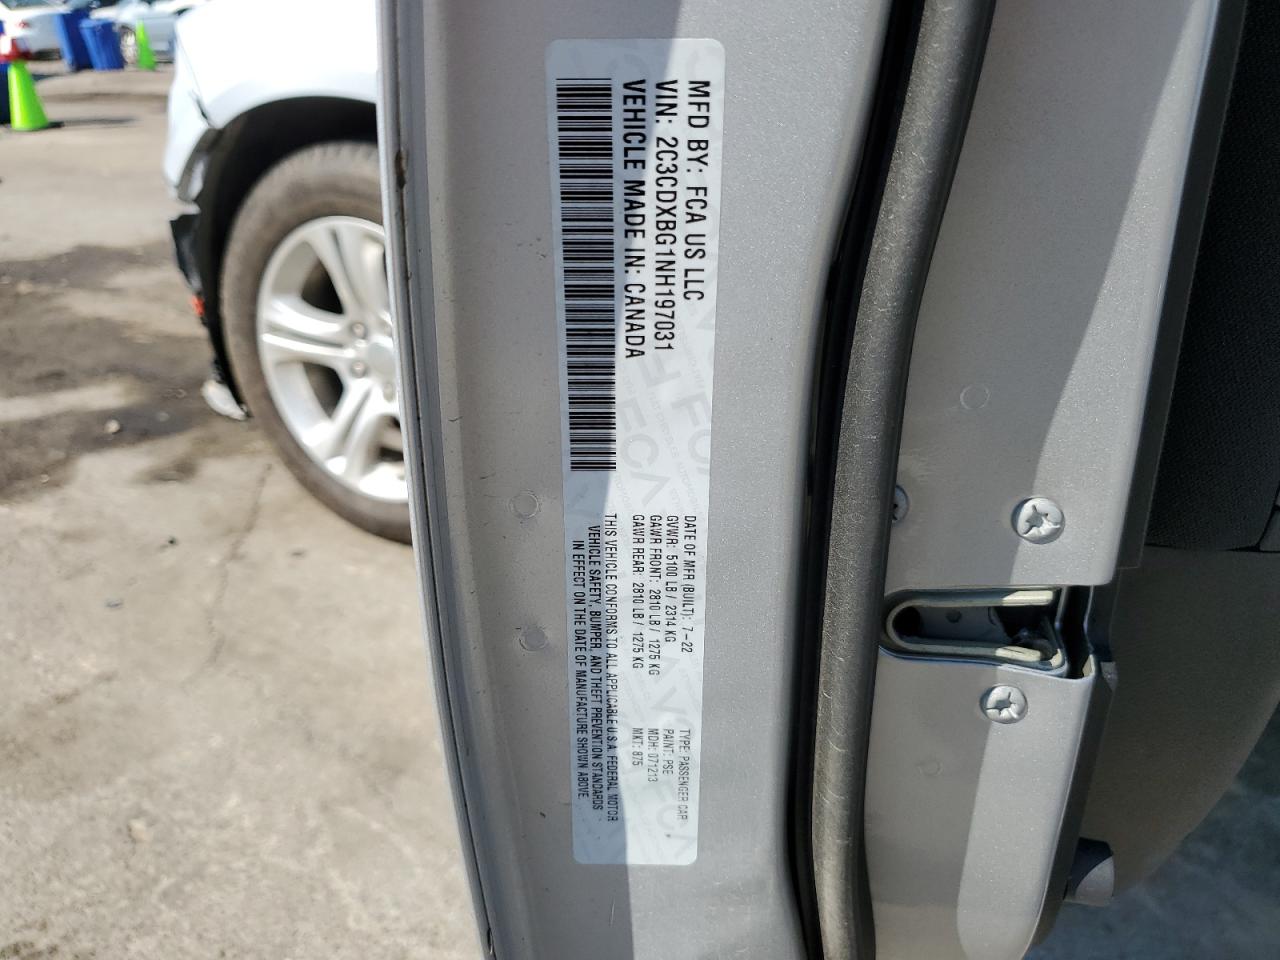 MFD BY: FCA US LLC
VIN: 2C3CDXBG1NH197031
VEHICLE MADE IN: CANADA
DATE OF MFR (BUILT): 7-22
GVWR: 5100 LB / 2314 KG
GAWR FRONT: 2810 LB / 1275 KG
GAWR REAR: 2810 LB / 1275 KG
TYPE: PASSENGER CAR
PAINT: PSE
MDH: 071213
MKT: 875
THIS VEHICLE CONFORMS TO ALL APPLICABLE U.S.A. FEDERAL MOTOR
VEHICLE SAFETY, BUMPER, AND THEFT PREVENTION STANDARDS
IN EFFECT ON THE DATE OF MANUFACTURE SHOWN ABOVE.
FCA